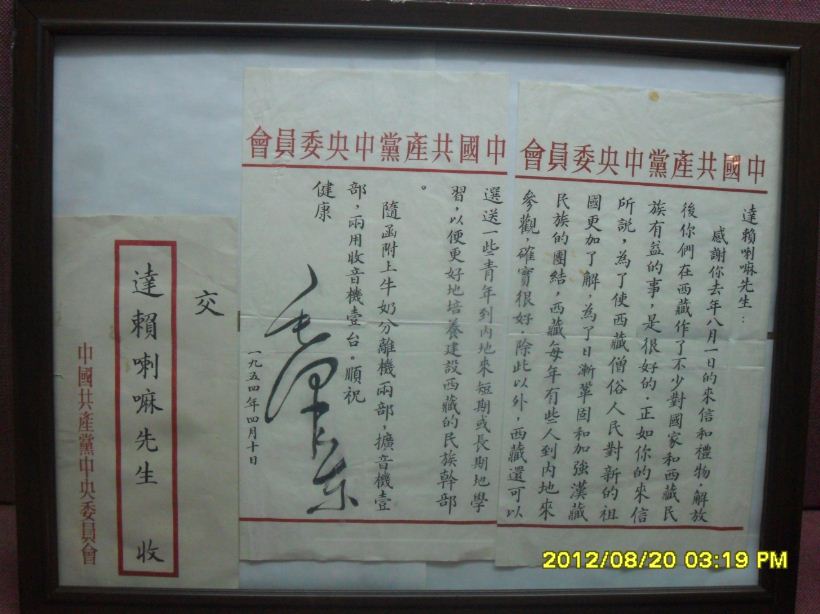 中國共產黨中央委員會
達賴喇嘛先生：
感謝你去年八月一日的來信和禮物.解放
後你們在西藏作了不少對國家和西藏民
族有益的事,是很好的.正如你的來信
所說,為了使西藏僧俗人民對新的祖
國更加了解,為了日漸鞏固和加強漢藏
民族的團結,西藏每年有些人到內地來
參觀,確實很好.除此以外,西藏還可以
中國共產黨中央委員會
選送一些青年到內地來短期或長期地學
習,以便更好地培養建設西藏的民族幹部
。
隨函附上牛奶分離機兩部,擴音機壹
部,兩用收音機壹台。順祝
健康
毛澤東
一九五四年四月十日
交
達賴喇嘛先生 收
中國共產黨中央委員會
2012/08/20 03:19 PM